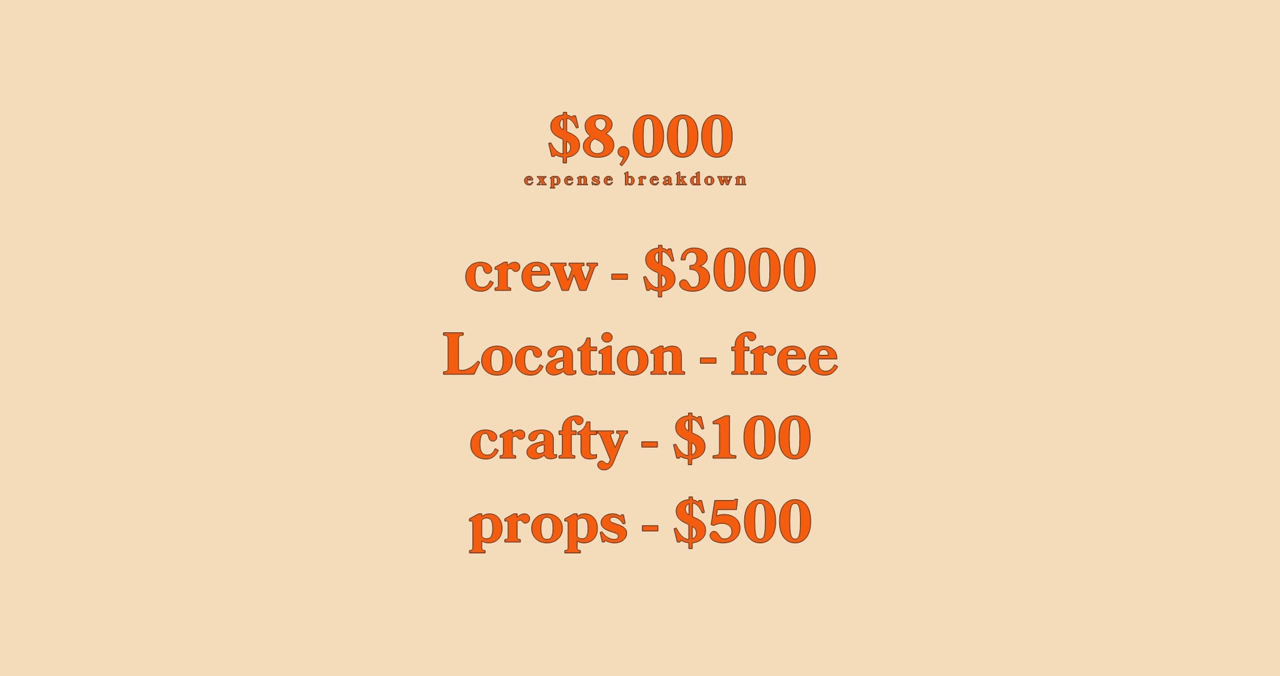 $8,000
expense breakdown
crew - $3000
Location - free
crafty - $100
props - $500